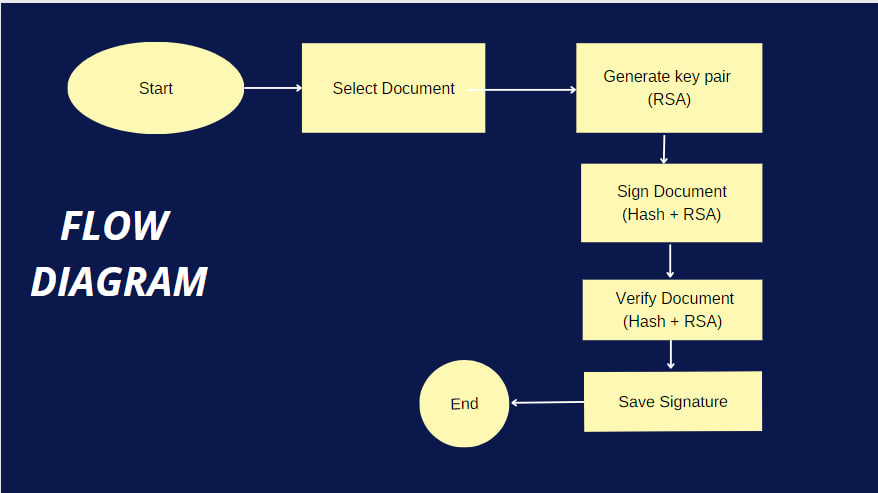 Start
Select Document
Generate key pair
(RSA)
Sign Document
(Hash + RSA)
FLOW
DIAGRAM
Verify Document
(Hash + RSA)
Save Signature
End